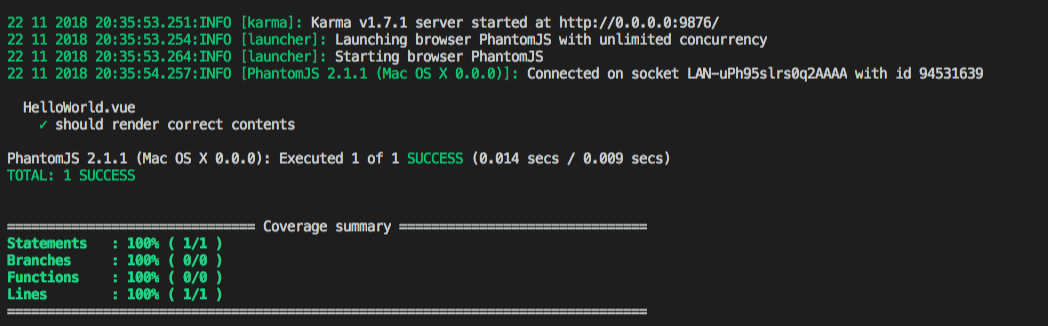 22 11 2018 20:35:53.251:INFO [karma]: Karma v1.7.1 server started at http://0.0.0.0:9876/
22 11 2018 20:35:53.254:INFO [launcher]: Launching browser PhantomJS with unlimited concurrency
22 11 2018 20:35:53.264:INFO [launcher]: Starting browser PhantomJS
22 11 2018 20:35:54.257:INFO [PhantomJS 2.1.1 (Mac OS X 0.0.0)]: Connected on socket LAN-uPh95slrs0q2AAAA with id 94531639
HelloWorld.vue
✓ should render correct contents
PhantomJS 2.1.1 (Mac OS X 0.0.0): Executed 1 of 1 SUCCESS (0.014 secs / 0.009 secs)
TOTAL: 1 SUCCESS
=============================== Coverage summary ===============================
Statements   : 100% ( 1/1 )
Branches     : 100% ( 0/0 )
Functions    : 100% ( 0/0 )
Lines        : 100% ( 1/1 )
================================================================================